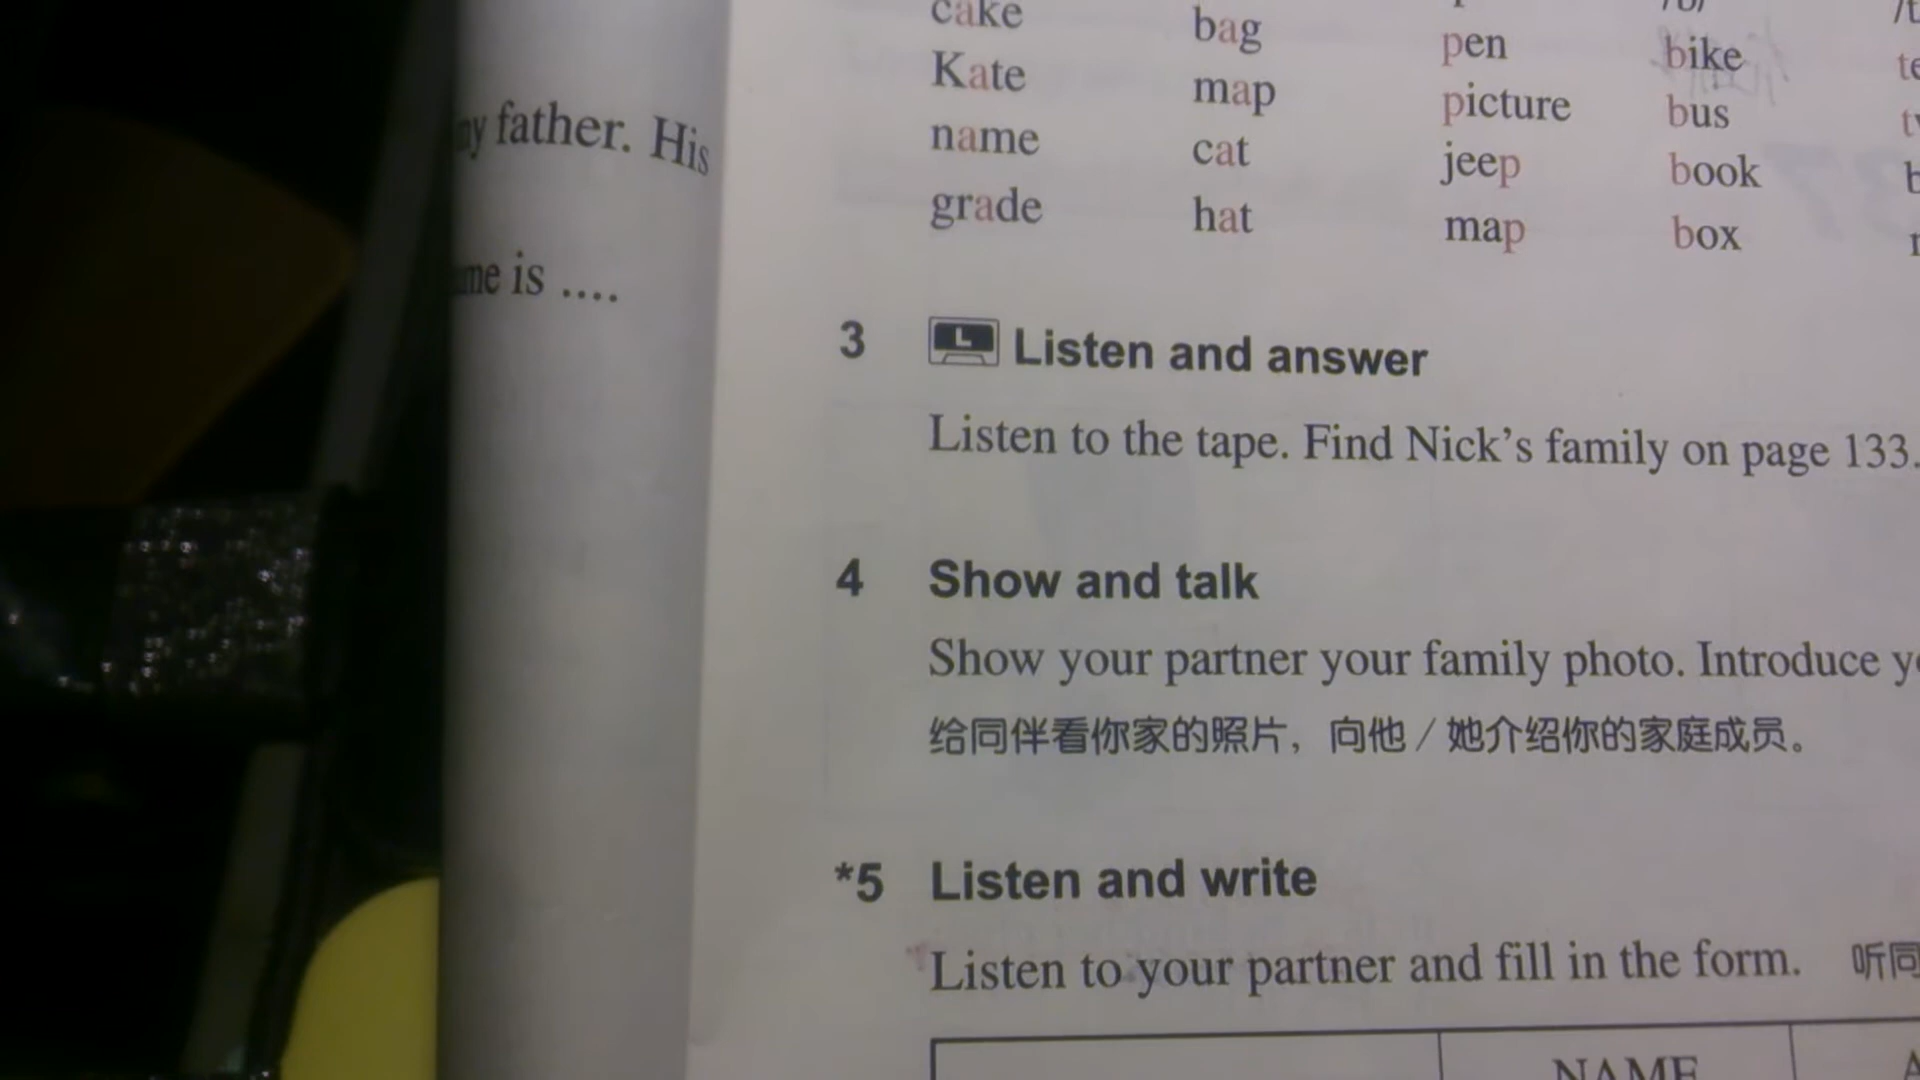 father. His
is ....
cake bag
Kate map pen bike
name cat picture bus
grade hat jeep book
map box
3 L Listen and answer
Listen to the tape. Find Nick's family on page 133.
4 Show and talk
Show your partner your family photo. Introduce
给同伴看你家的照片，向他／她介绍你的家庭成员。
*5 Listen and write
Listen to your partner and fill in the form. 听同
NAME